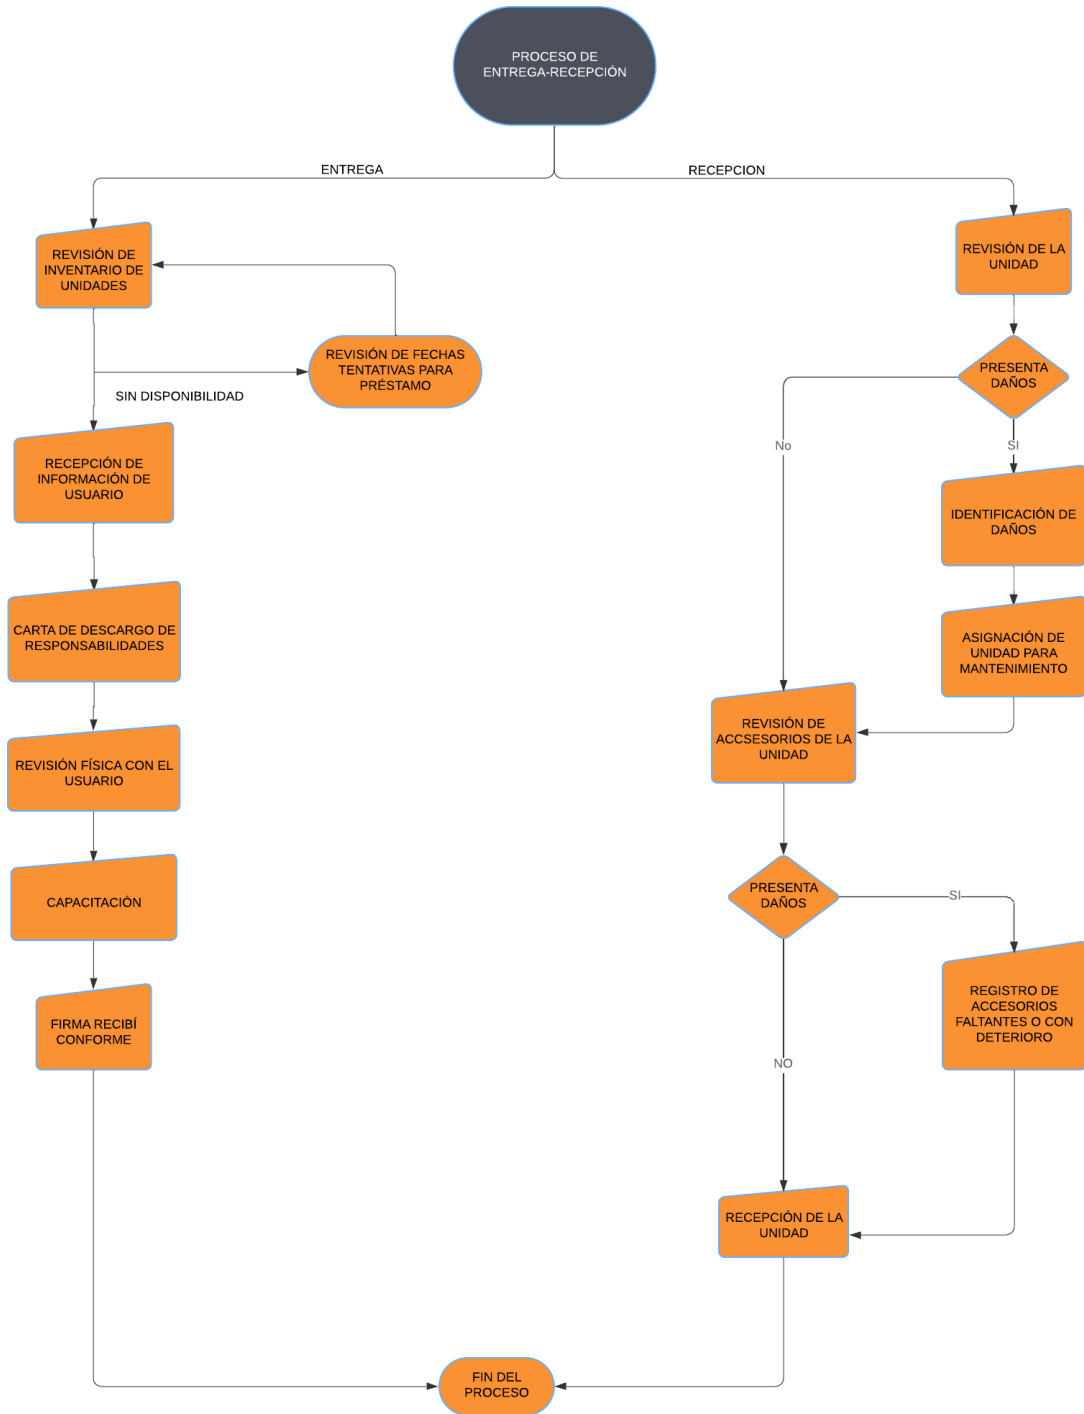 PROCESO DE
ENTREGA-RECEPCIÓN
ENTREGA
RECEPCION
REVISIÓN DE
INVENTARIO DE
UNIDADES
REVISIÓN DE LA
UNIDAD
REVISIÓN DE FECHAS
TENTATIVAS PARA
PRÉSTAMO
PRESENTA
DAÑOS
SIN DISPONIBILIDAD
No
SI
RECEPCIÓN DE
INFORMACIÓN DE
USUARIO
IDENTIFICACIÓN DE
DAÑOS
CARTA DE DESCARGO DE
RESPONSABILIDADES
ASIGNACIÓN DE
UNIDAD PARA
MANTENIMIENTO
REVISIÓN DE
ACCSESORIOS DE LA
UNIDAD
REVISIÓN FÍSICA CON EL
USUARIO
CAPACITACIÓN
PRESENTA
DAÑOS
SI
REGISTRO DE
ACCESORIOS
FALTANTES O CON
DETERIORO
FIRMA RECIBÍ
CONFORME
NO
RECEPCIÓN DE LA
UNIDAD
FIN DEL
PROCESO